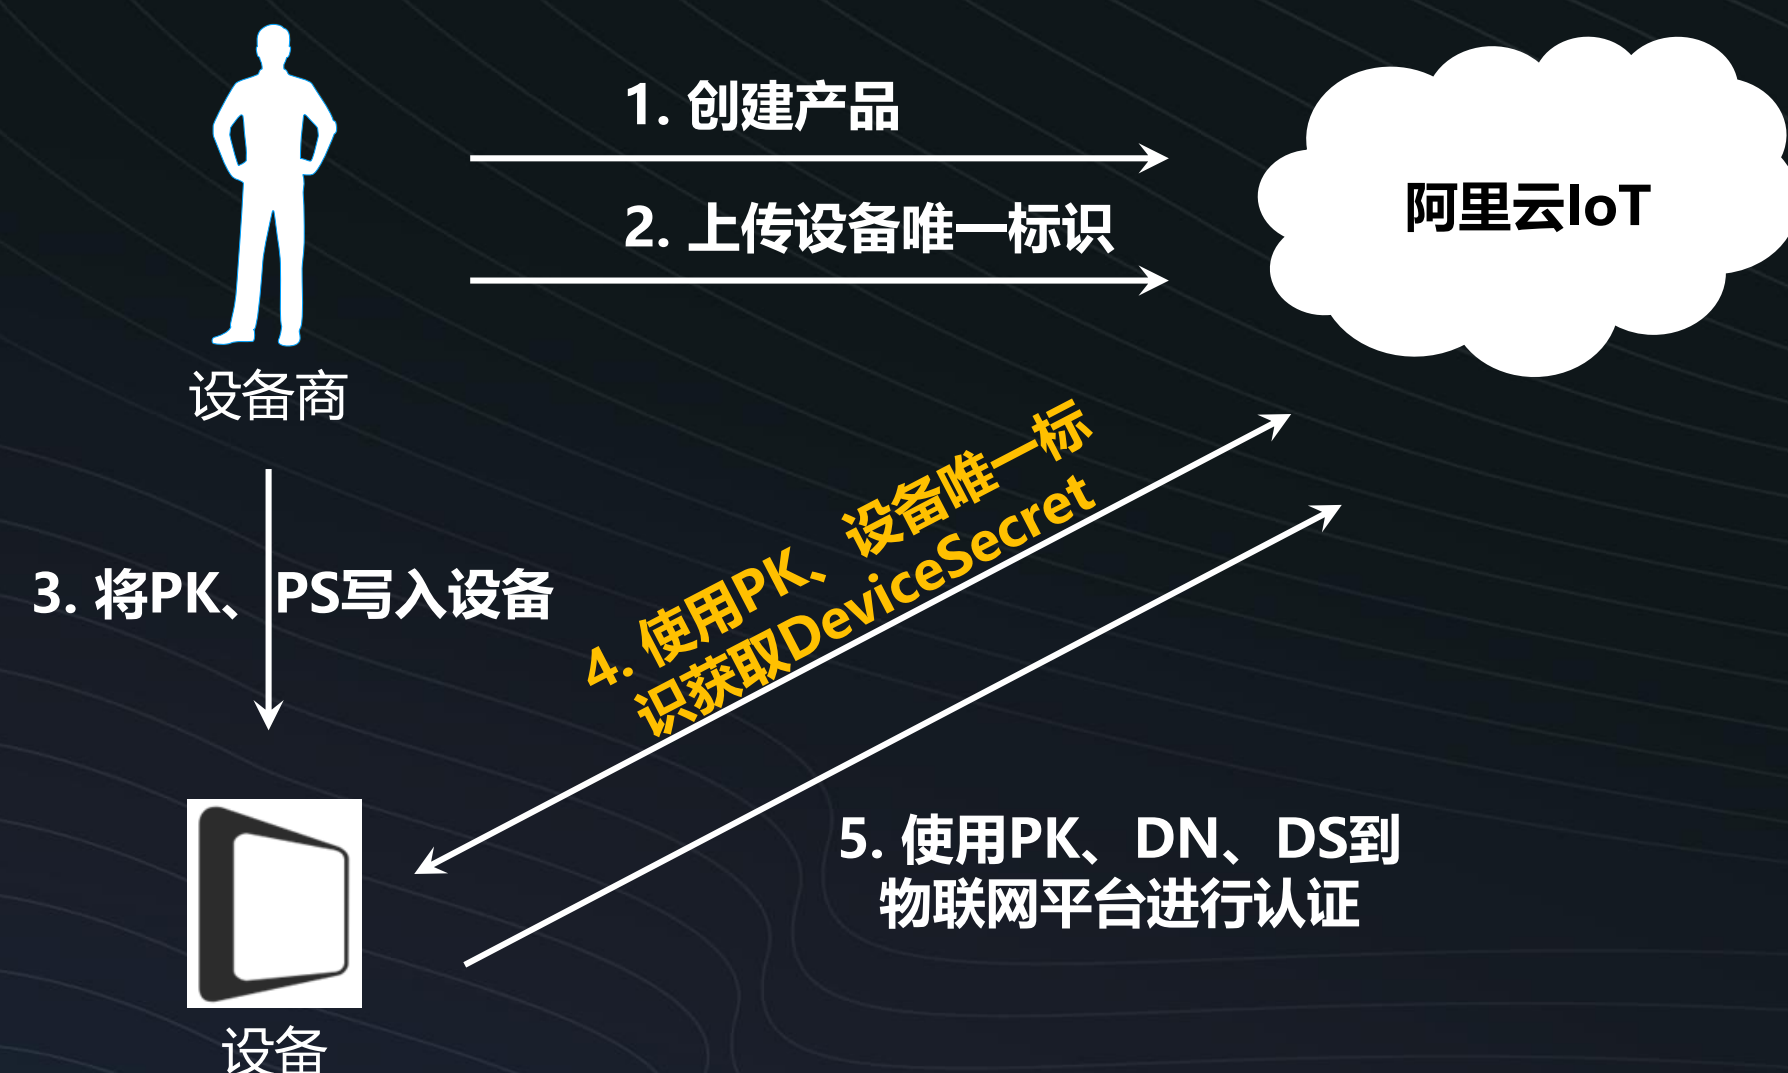 1. 创建产品
阿里云IoT
2. 上传设备唯一标识
设备商
4. 使用PK、设备唯一标
识获取DeviceSecret
3. 将PK、PS写入设备
5. 使用PK、DN、DS到
物联网平台进行认证
设备